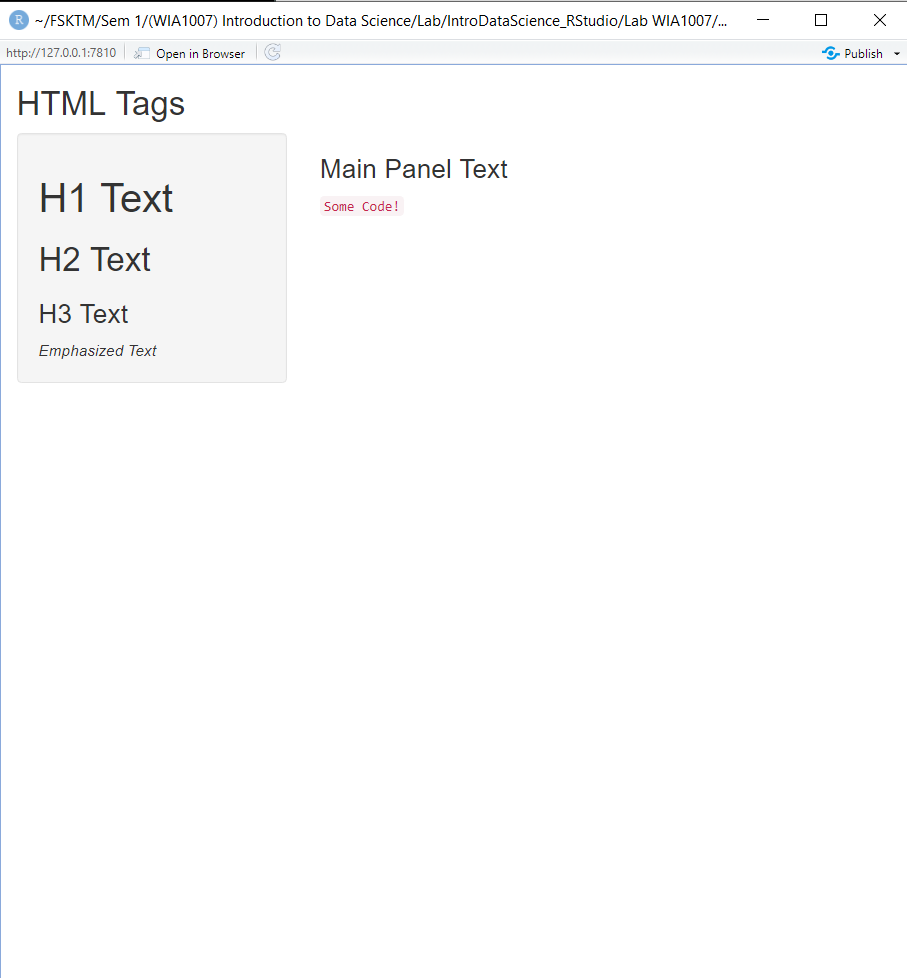 R ~/FSKTM/Sem 1/(WIA1007) Introduction to Data Science/Lab/IntroDataScience_RStudio/Lab WIA1007/...
http://127.0.0.1:7810 Open in Browser Publish
HTML Tags
H1 Text
H2 Text
H3 Text
Emphasized Text
Main Panel Text
Some Code!